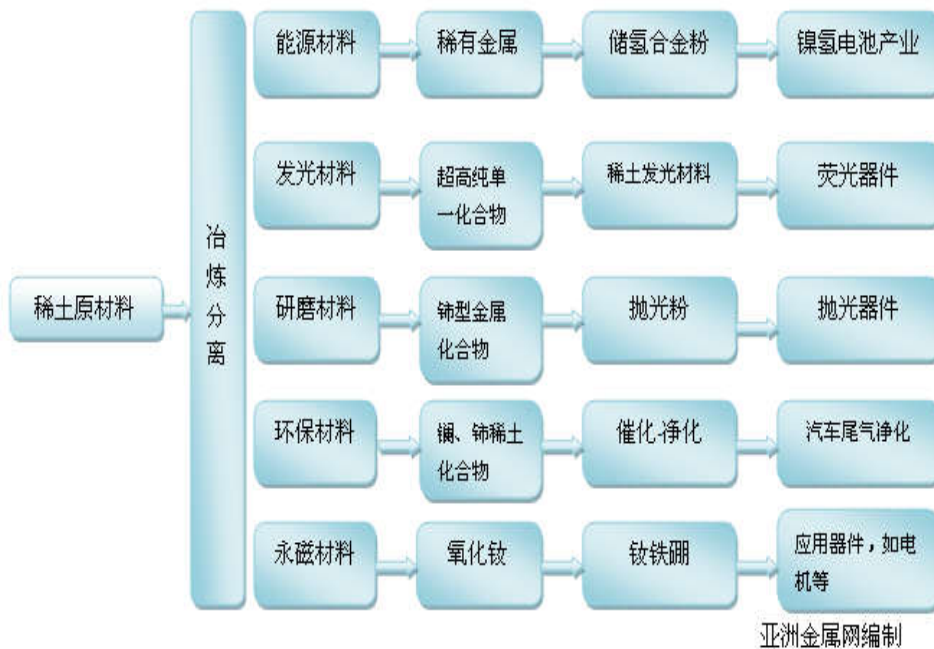 能源材料
稀有金属
储氢合金粉
镍氢电池产业
发光材料
超高纯单
一化合物
稀土发光材料
荧光器件
稀土原材料
冶炼分离
研磨材料
铈型金属
化合物
抛光粉
抛光器件
环保材料
镧、铈稀土
化合物
催化净化
汽车尾气净化
永磁材料
氧化钕
钕铁硼
应用器件，如电
机等
亚洲金属网编制